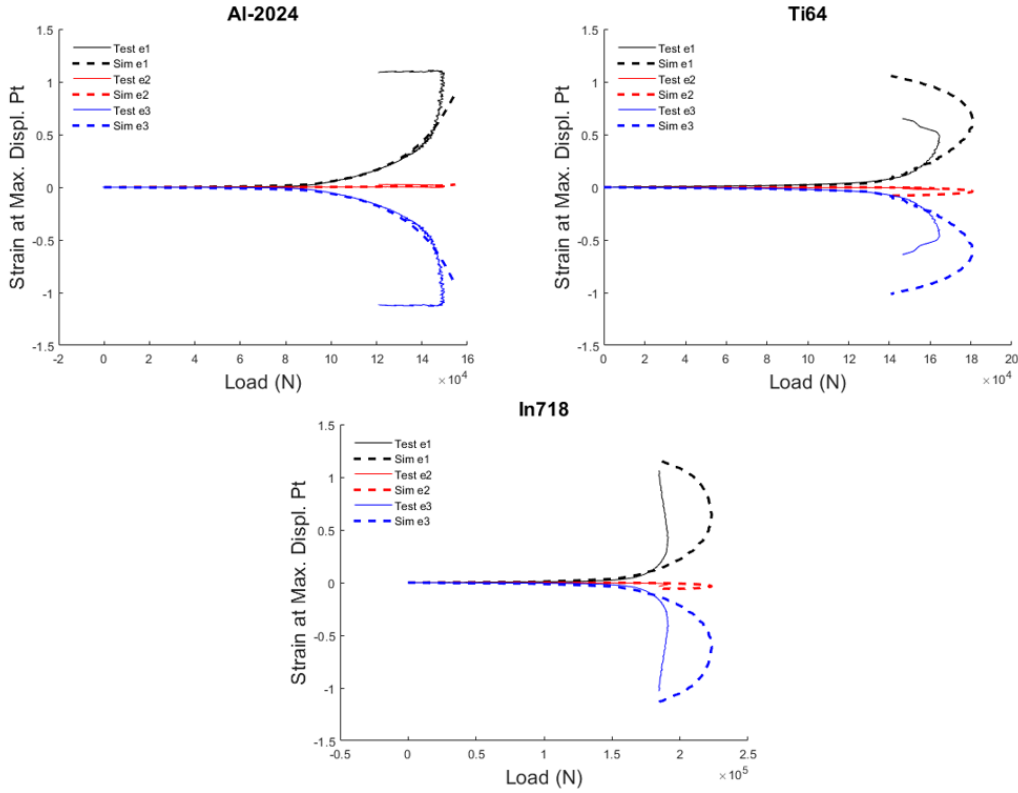 Al-2024
1.5
1
0.5
0
-0.5
-1
-1.5
Strain at Max. Displ. Pt
Test e1
Sim e1
Test e2
Sim e2
Test e3
Sim e3
-2 0 2 4 6 8 10 12 14 16
Load (N)
×10^4
Ti64
1.5
1
0.5
0
-0.5
-1
-1.5
Strain at Max. Displ. Pt
Test e1
Sim e1
Test e2
Sim e2
Test e3
Sim e3
0 2 4 6 8 10 12 14 16 18 20
Load (N)
×10^4
In718
1.5
1
0.5
0
-0.5
-1
-1.5
Strain at Max. Displ. Pt
Test e1
Sim e1
Test e2
Sim e2
Test e3
Sim e3
-0.5 0 0.5 1 1.5 2 2.5
Load (N)
×10^5